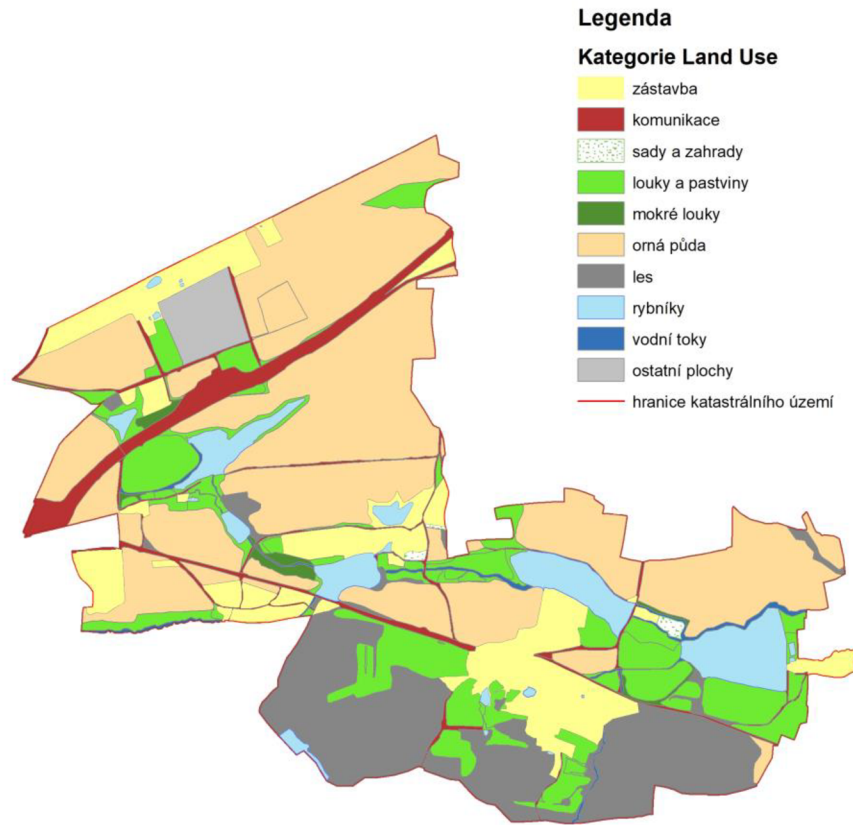 Legenda
Kategorie Land Use
zástavba
komunikace
sady a zahrady
louky a pastviny
mokré louky
orná půda
les
rybníky
vodní toky
ostatní plochy
hranice katastrálního území